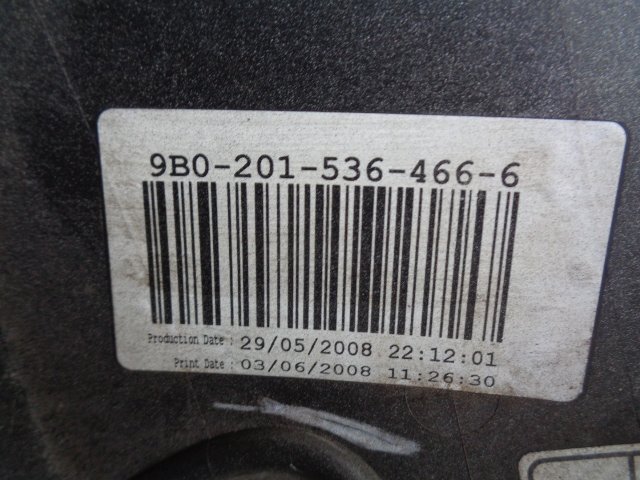 9B0-201-536-466-6
Production Date : 29/05/2008 22:12:01
Print Date : 03/06/2008 11:26:30